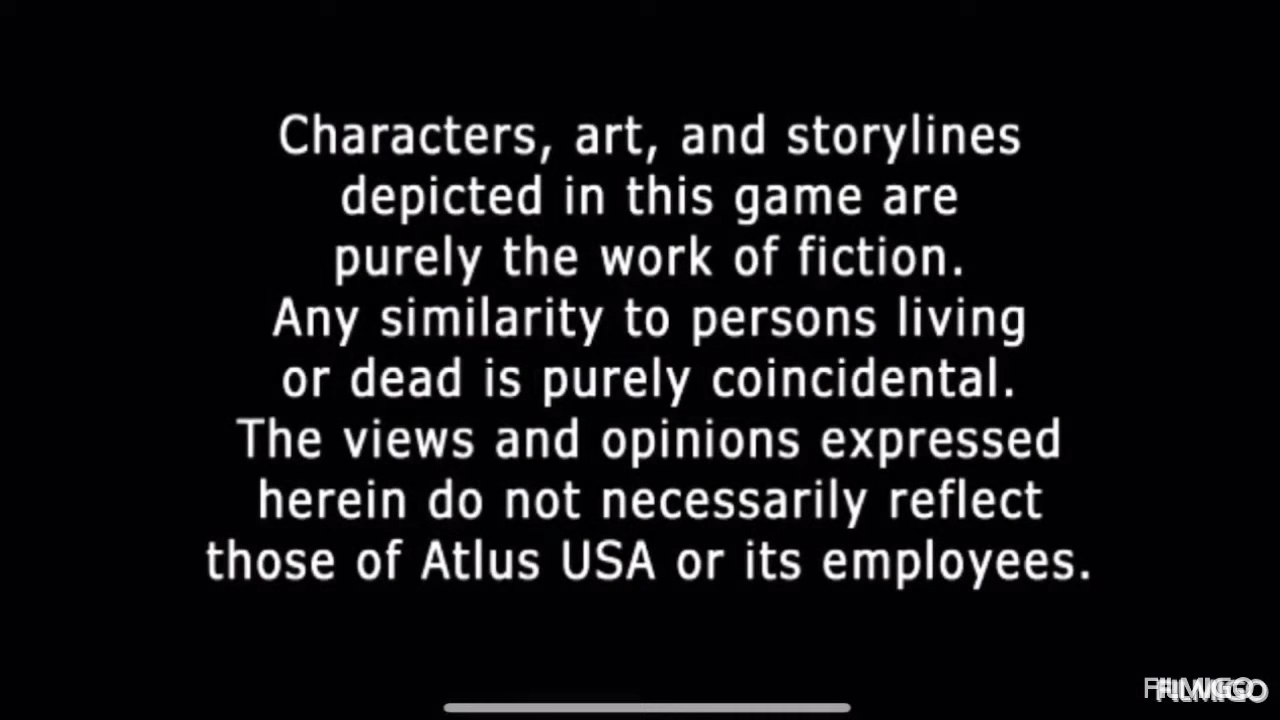 Characters, art, and storylines
depicted in this game are
purely the work of fiction.
Any similarity to persons living
or dead is purely coincidental.
The views and opinions expressed
herein do not necessarily reflect
those of Atlus USA or its employees.
FILMIGO